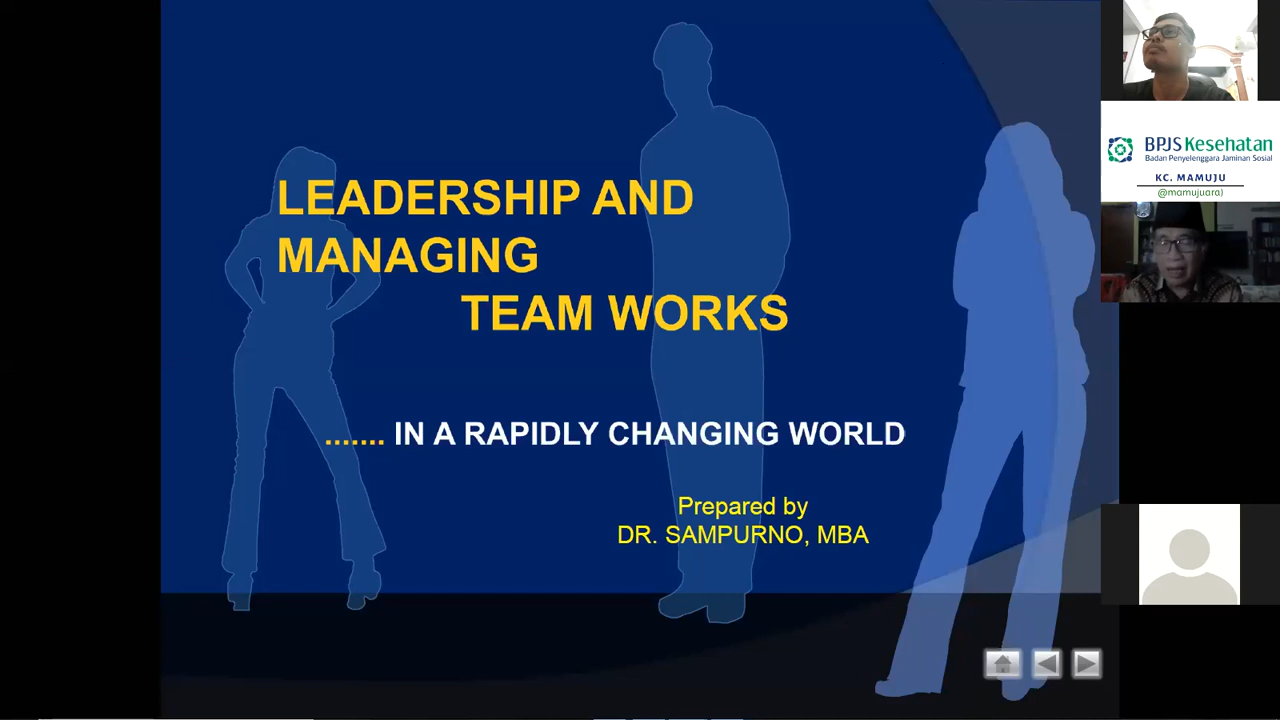 LEADERSHIP AND
MANAGING
TEAM WORKS
....... IN A RAPIDLY CHANGING WORLD
Prepared by
DR. SAMPURNO, MBA
BPJS Kesehatan
Badan Penyelenggara Jaminan Sosial
KC. MAMUJU
@mamujuara1